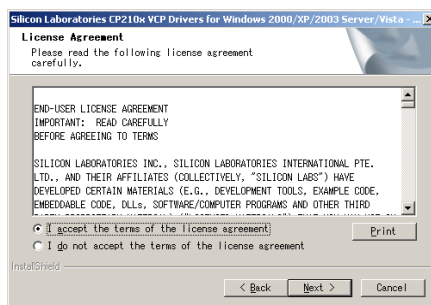 Silicon Laboratories CP210x VCP Drivers for Windows 2000/XP/2003 Server/Vista - ...
License Agreement
Please read the following license agreement
carefully.
END-USER LICENSE AGREEMENT
IMPORTANT: READ CAREFULLY
BEFORE AGREEING TO TERMS
SILICON LABORATORIES INC., SILICON LABORATORIES INTERNATIONAL PTE.
LTD., AND THEIR AFFILIATES (COLLECTIVELY, "SILICON LABS") HAVE
DEVELOPED CERTAIN MATERIALS (E.G., DEVELOPMENT TOOLS, EXAMPLE CODE,
EMBEDDABLE CODE, DLLs, SOFTWARE/COMPUTER PROGRAMS AND OTHER THIRD
I accept the terms of the license agreement
Print
I do not accept the terms of the license agreement
InstallShield
< Back
Next >
Cancel